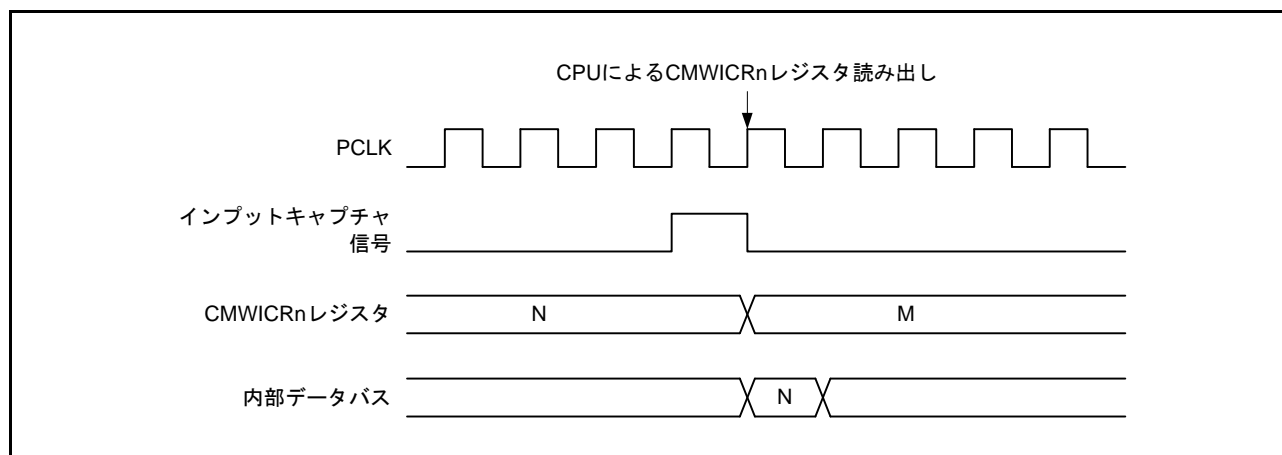 CPUによるCMWICRnレジスタ読み出し
PCLK
インプットキャプチャ
信号
CMWICRnレジスタ
N
M
内部データバス
N